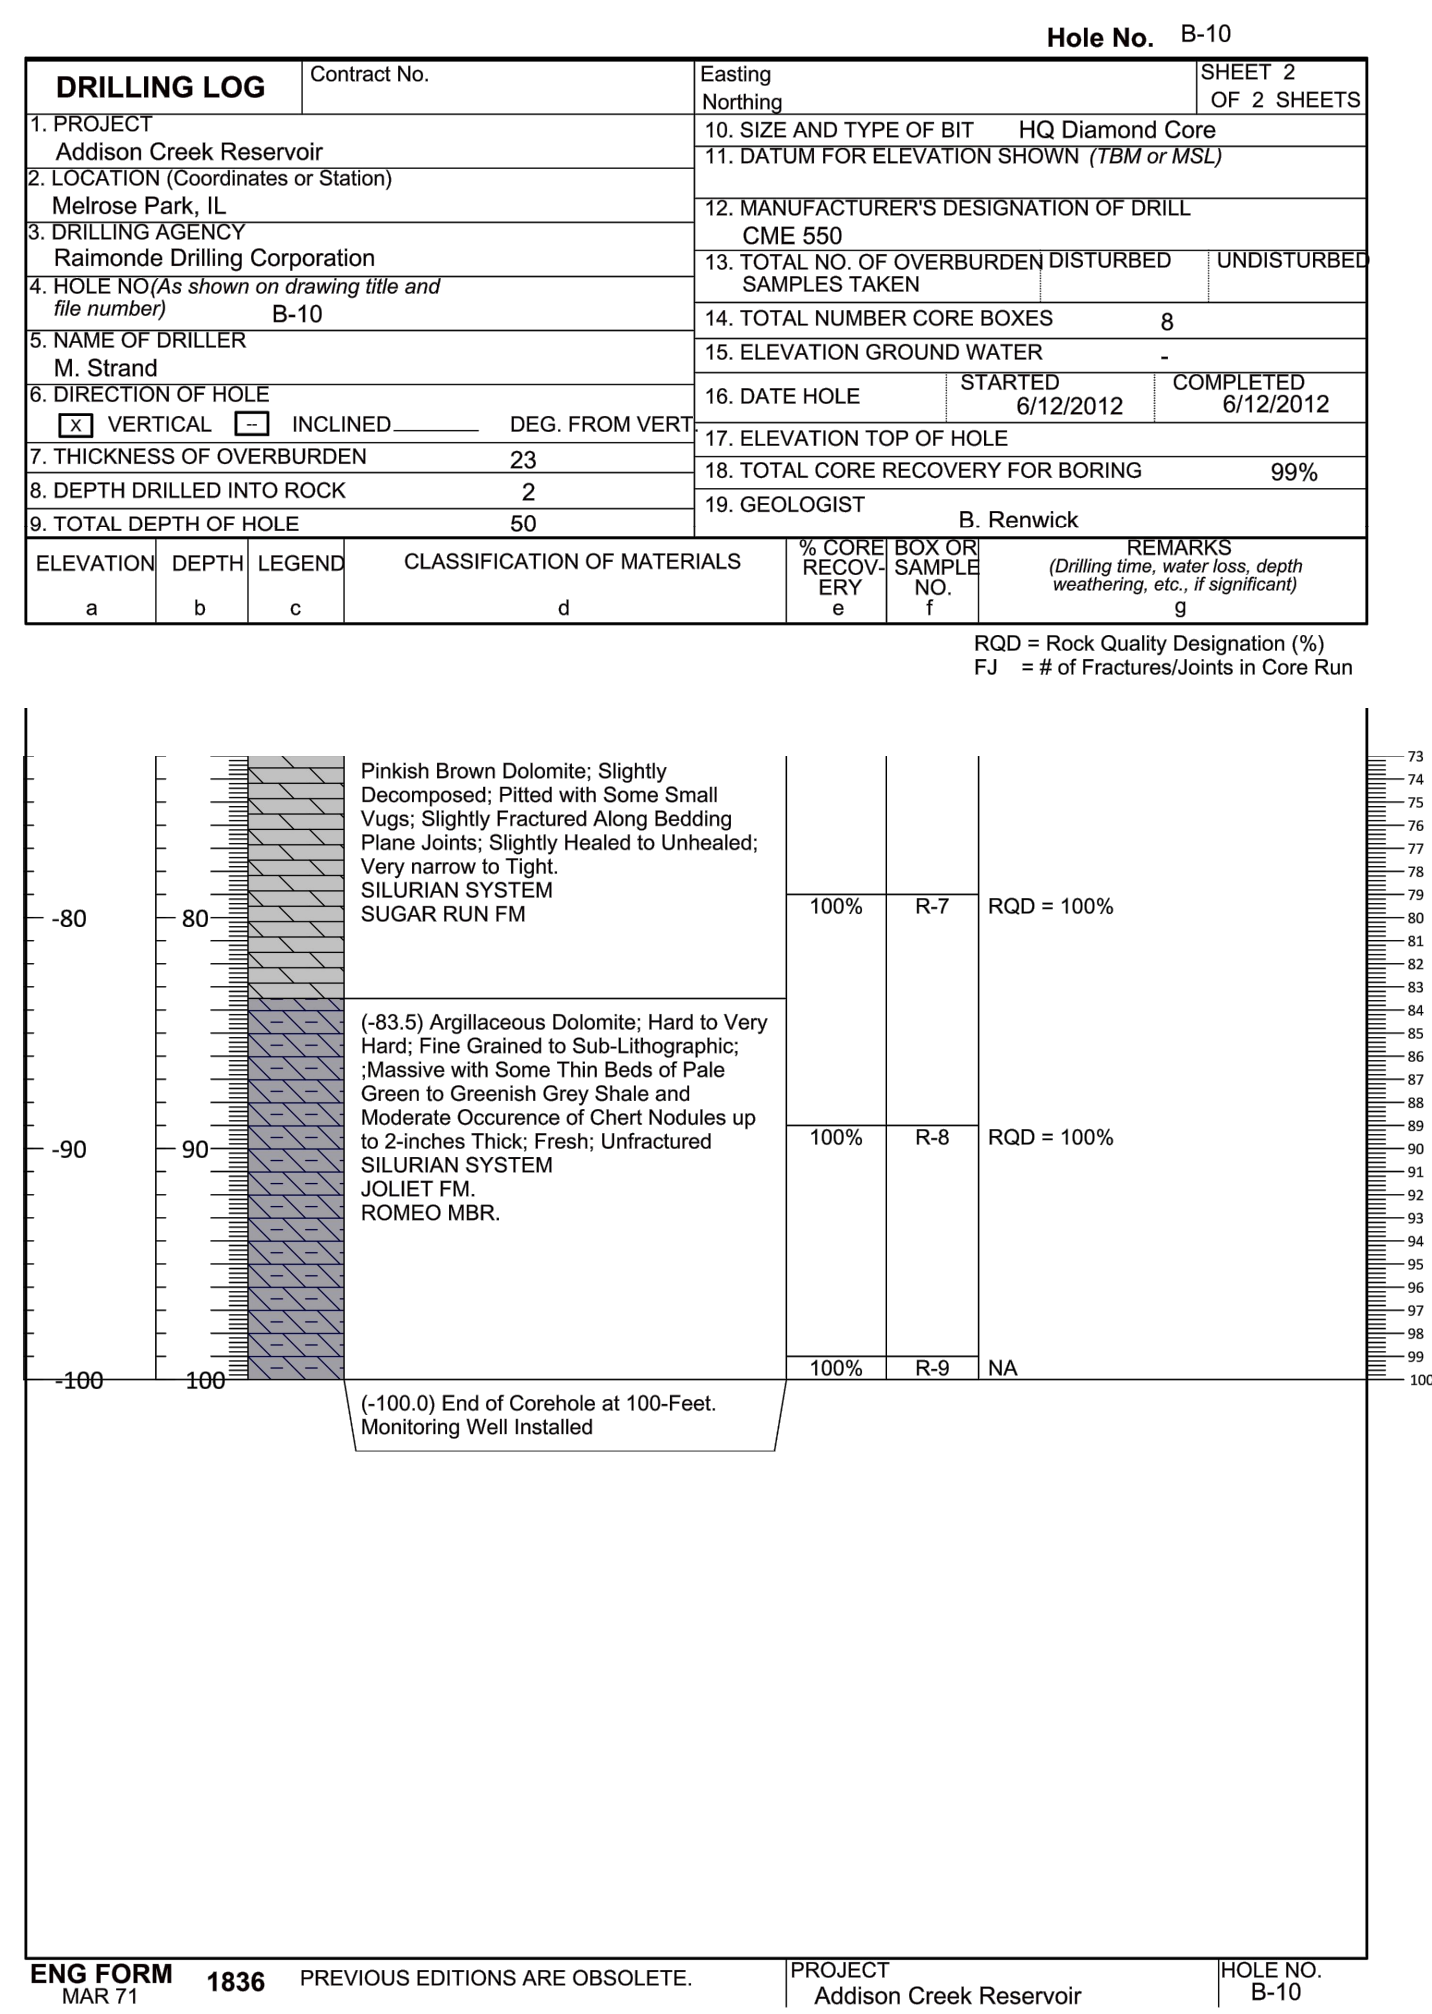 Hole No. B-10
DRILLING LOG
Contract No.
Easting
Northing
SHEET 2
OF 2 SHEETS
1. PROJECT
Addison Creek Reservoir
2. LOCATION (Coordinates or Station)
Melrose Park, IL
3. DRILLING AGENCY
Raimonde Drilling Corporation
4. HOLE NO(As shown on drawing title and
file number) B-10
5. NAME OF DRILLER
M. Strand
6. DIRECTION OF HOLE
X VERTICAL -- INCLINED DEG. FROM VERT.
7. THICKNESS OF OVERBURDEN 23
8. DEPTH DRILLED INTO ROCK 2
9. TOTAL DEPTH OF HOLE 50
10. SIZE AND TYPE OF BIT HQ Diamond Core
11. DATUM FOR ELEVATION SHOWN (TBM or MSL)
12. MANUFACTURER'S DESIGNATION OF DRILL
CME 550
13. TOTAL NO. OF OVERBURDEN DISTURBED UNDISTURBED
SAMPLES TAKEN
14. TOTAL NUMBER CORE BOXES 8
15. ELEVATION GROUND WATER -
16. DATE HOLE STARTED COMPLETED
6/12/2012 6/12/2012
17. ELEVATION TOP OF HOLE
18. TOTAL CORE RECOVERY FOR BORING 99%
19. GEOLOGIST
B. Renwick
ELEVATION
a
DEPTH
b
LEGEND
c
CLASSIFICATION OF MATERIALS
d
% CORE
RECOV-
ERY
e
BOX OR
SAMPLE
NO.
f
REMARKS
(Drilling time, water loss, depth
weathering, etc., if significant)
g
RQD = Rock Quality Designation (%)
FJ = # of Fractures/Joints in Core Run
Pinkish Brown Dolomite; Slightly
Decomposed; Pitted with Some Small
Vugs; Slightly Fractured Along Bedding
Plane Joints; Slightly Healed to Unhealed;
Very narrow to Tight.
SILURIAN SYSTEM
SUGAR RUN FM
-80 80
100% R-7 RQD = 100%
(-83.5) Argillaceous Dolomite; Hard to Very
Hard; Fine Grained to Sub-Lithographic;
;Massive with Some Thin Beds of Pale
Green to Greenish Grey Shale and
Moderate Occurence of Chert Nodules up
to 2-inches Thick; Fresh; Unfractured
SILURIAN SYSTEM
JOLIET FM.
ROMEO MBR.
-90 90
100% R-8 RQD = 100%
100% R-9 NA
-100 100
(-100.0) End of Corehole at 100-Feet.
Monitoring Well Installed
73
74
75
76
77
78
79
80
81
82
83
84
85
86
87
88
89
90
91
92
93
94
95
96
97
98
99
100
ENG FORM 1836 PREVIOUS EDITIONS ARE OBSOLETE.
MAR 71
PROJECT
Addison Creek Reservoir
HOLE NO.
B-10